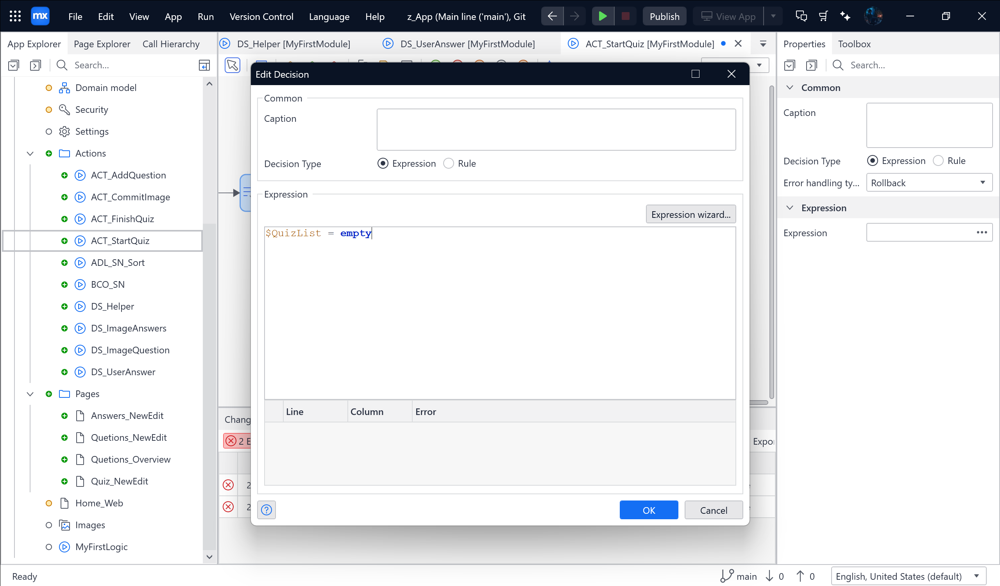 mx File Edit View App Run Version Control Language Help z_App (Main line ('main'), Git Publish View App
App Explorer Page Explorer Call Hierarchy
Search...
Domain model
Security
Settings
Actions
ACT_AddQuestion
ACT_CommitImage
ACT_FinishQuiz
ACT_StartQuiz
ADL_SN_Sort
BCO_SN
DS_Helper
DS_ImageAnswers
DS_ImageQuestion
DS_UserAnswer
Pages
Answers_NewEdit
Quetions_NewEdit
Quetions_Overview
Quiz_NewEdit
Home_Web
Images
MyFirstLogic
DS_Helper [MyFirstModule] DS_UserAnswer [MyFirstModule] ACT_StartQuiz [MyFirstModule]
Edit Decision
Common
Caption
Decision Type Expression Rule
Expression
Expression wizard...
$QuizList = empty
Line Column Error
OK Cancel
Chang
2 E
Expo
2
2
Properties Toolbox
Search...
Common
Caption
Decision Type Expression Rule
Error handling ty... Rollback
Expression
Expression ...
Ready
main 0 0 English, United States (default)